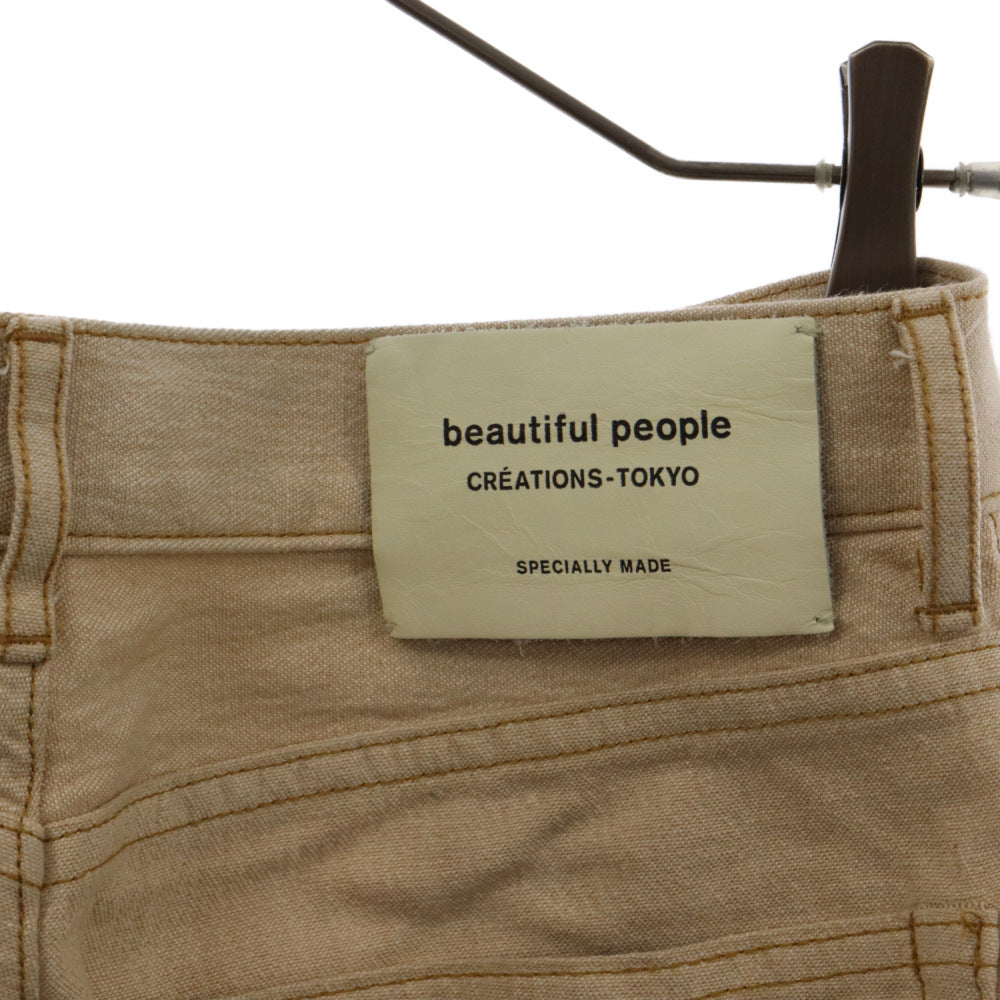 beautiful people
CRÉATIONS-TOKYO
SPECIALLY MADE